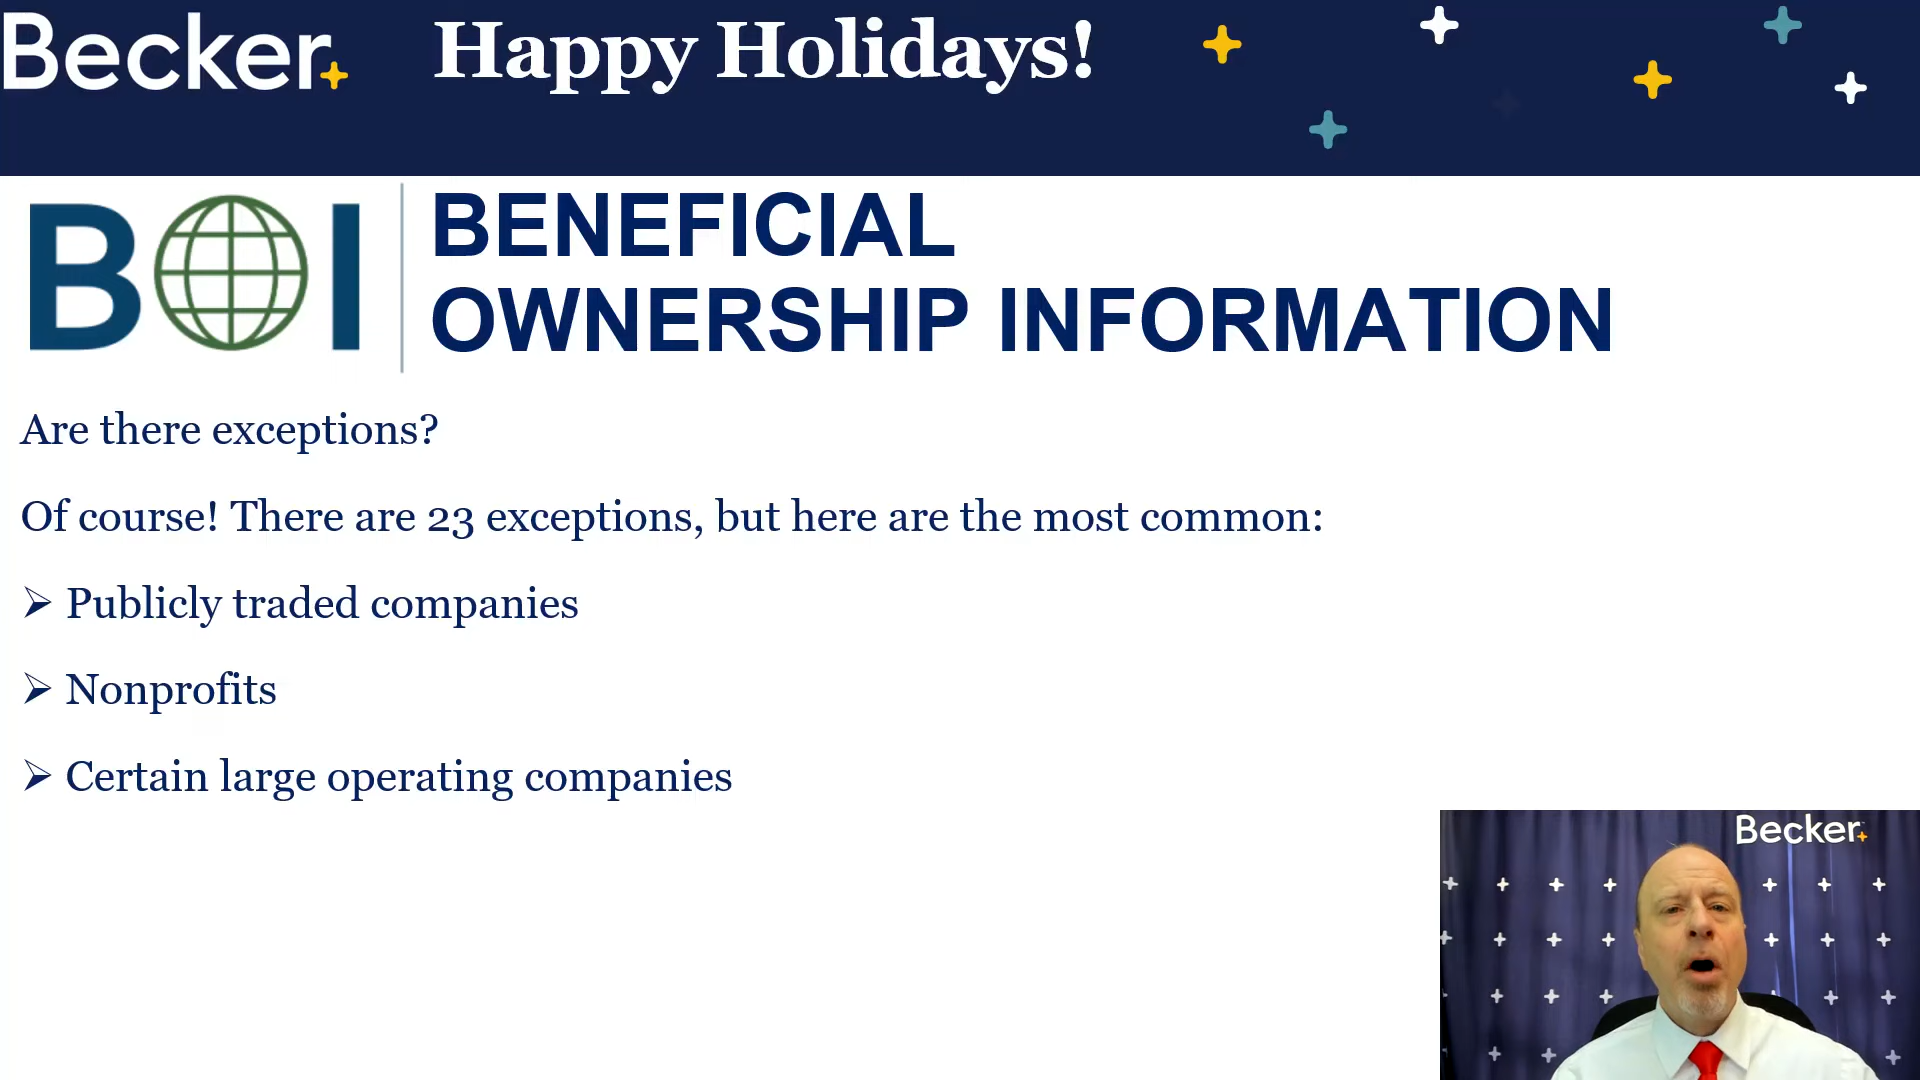 Becker
Happy Holidays!
BOI
BENEFICIAL
OWNERSHIP INFORMATION
Are there exceptions?
Of course! There are 23 exceptions, but here are the most common:
➢ Publicly traded companies
➢ Nonprofits
➢ Certain large operating companies
Becker